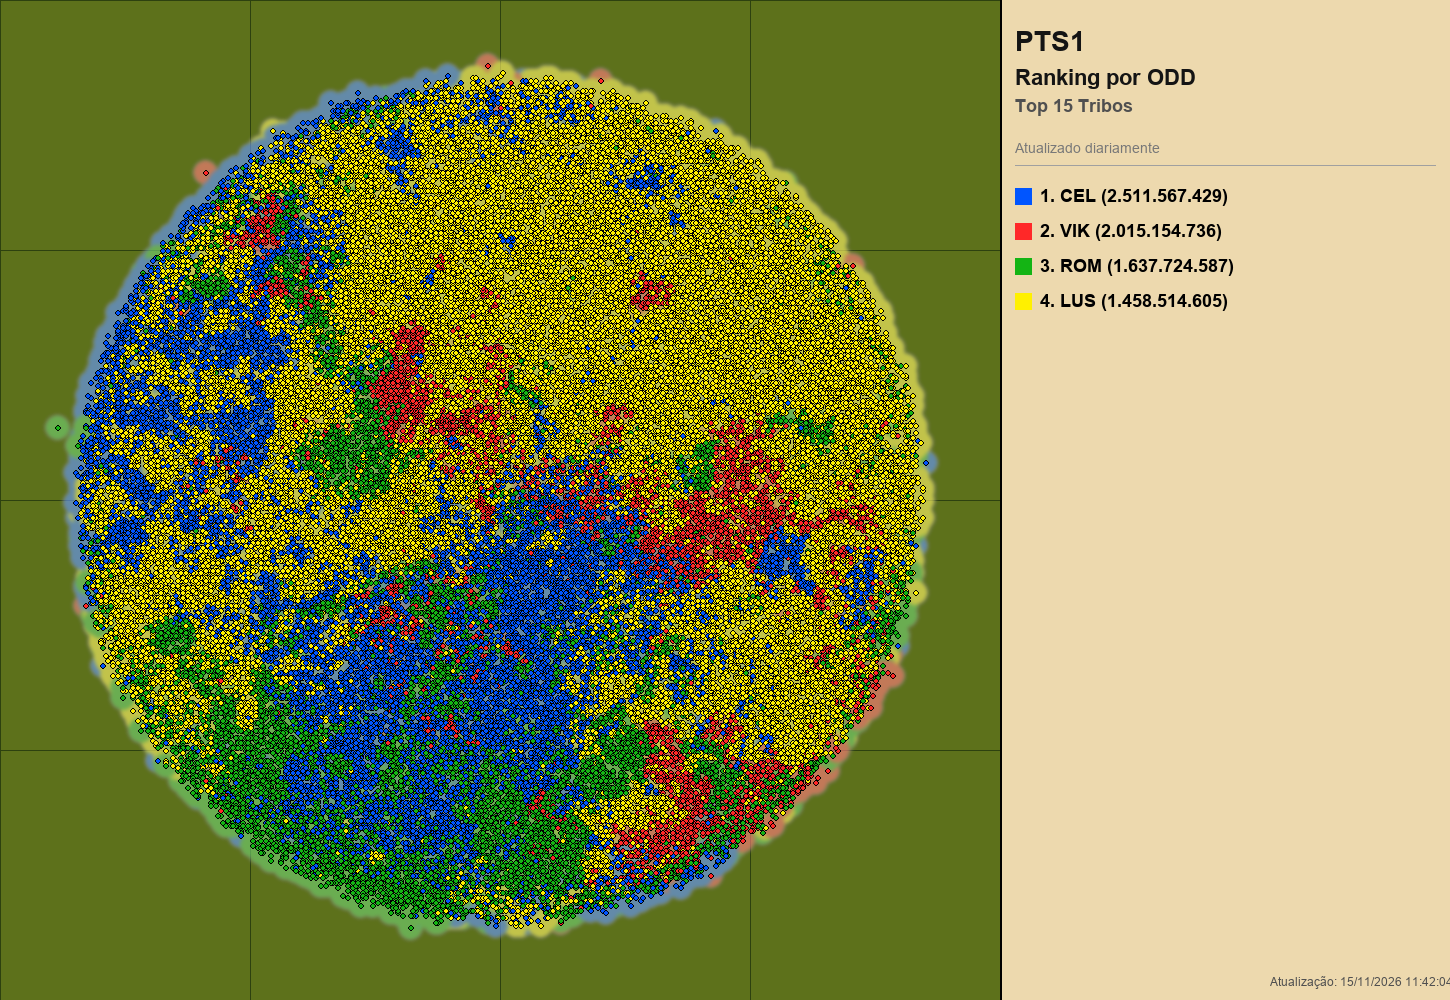 PTS1
Ranking por ODD
Top 15 Tribos
Atualizado diariamente
1. CEL (2.511.567.429)
2. VIK (2.015.154.736)
3. ROM (1.637.724.587)
4. LUS (1.458.514.605)
Atualização: 15/11/2026 11:42:04